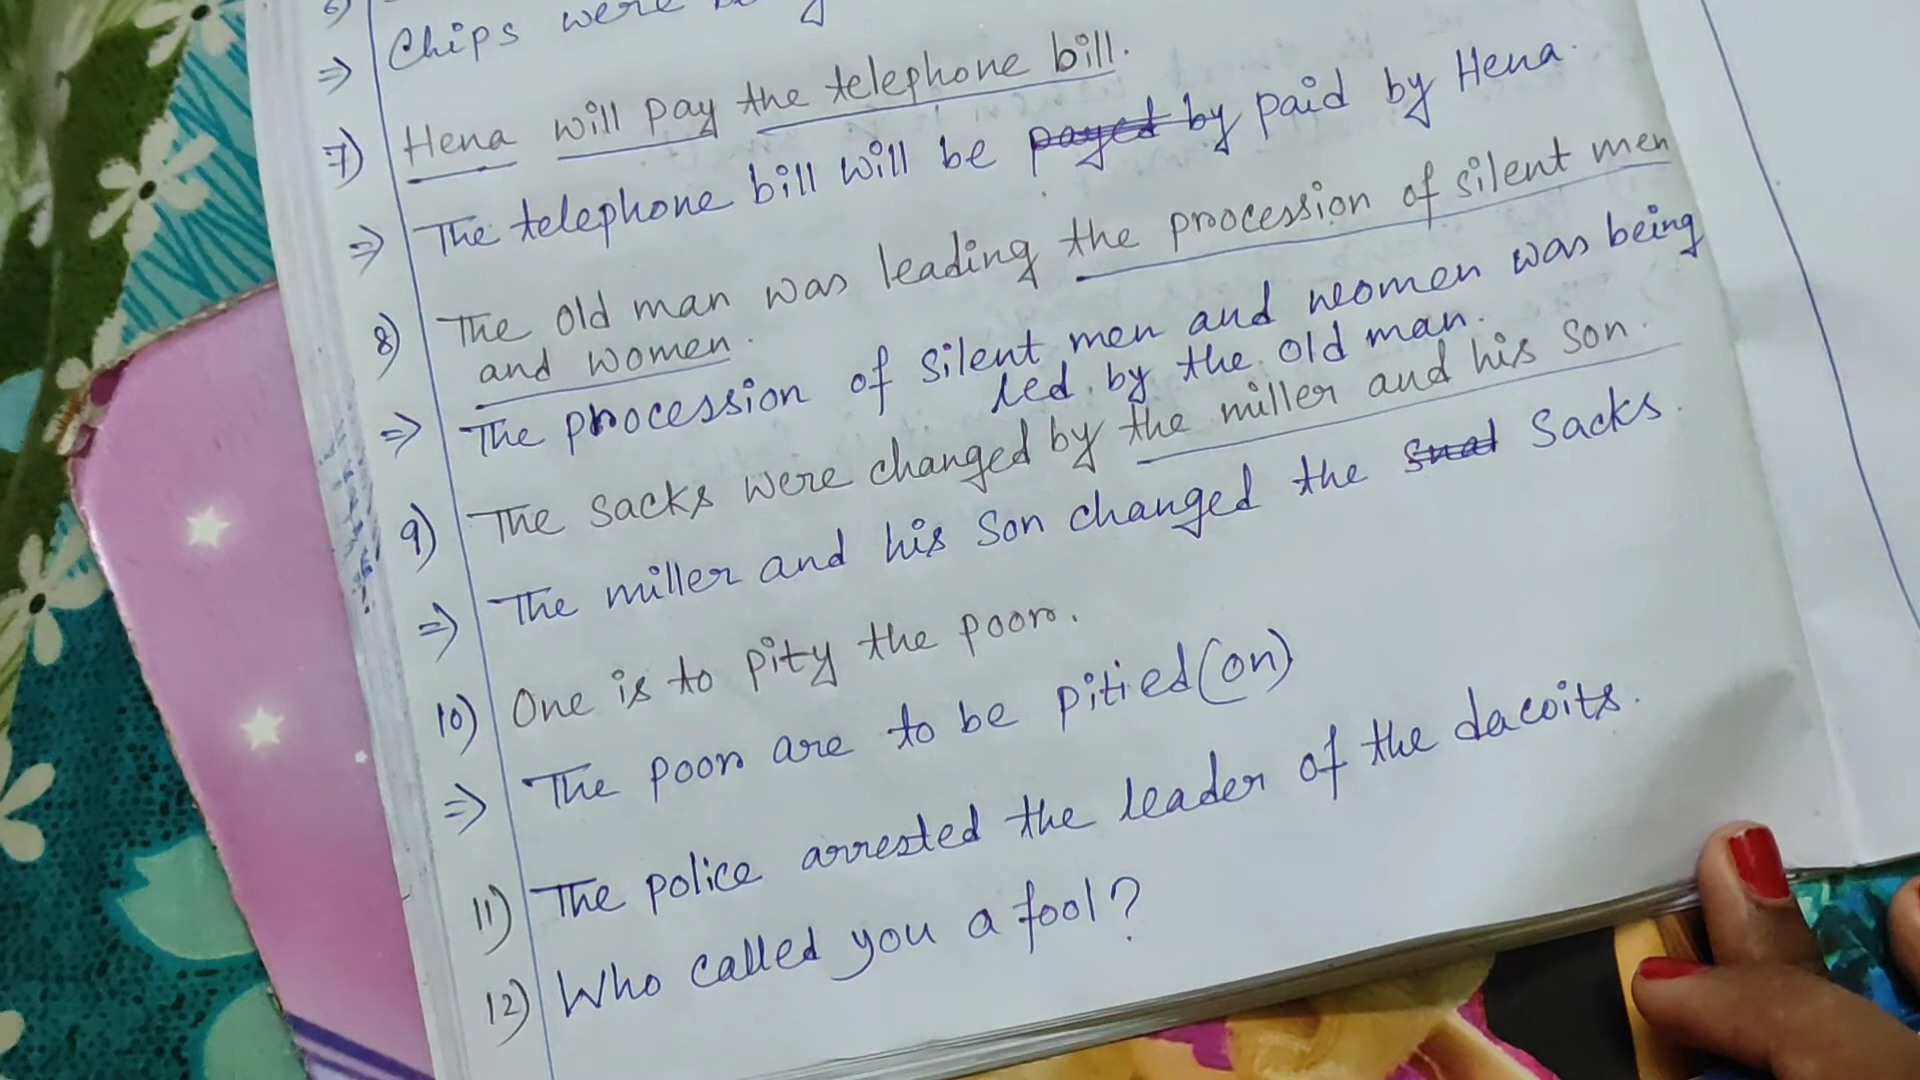 6)
⇒ Chips were
7) Hena will pay the telephone bill.
⇒ The telephone bill will be payed by paid by Hena.
8) The old man was leading the procession of silent men
and women.
⇒ The procession of silent men and women was being
led by the old man.
9) The sacks were changed by the miller and his son.
⇒ The miller and his son changed the Sacks.
10) One is to pity the poor.
⇒ The poor are to be pitied (on)
11) The police arrested the leader of the dacoits.
12) Who called you a fool?